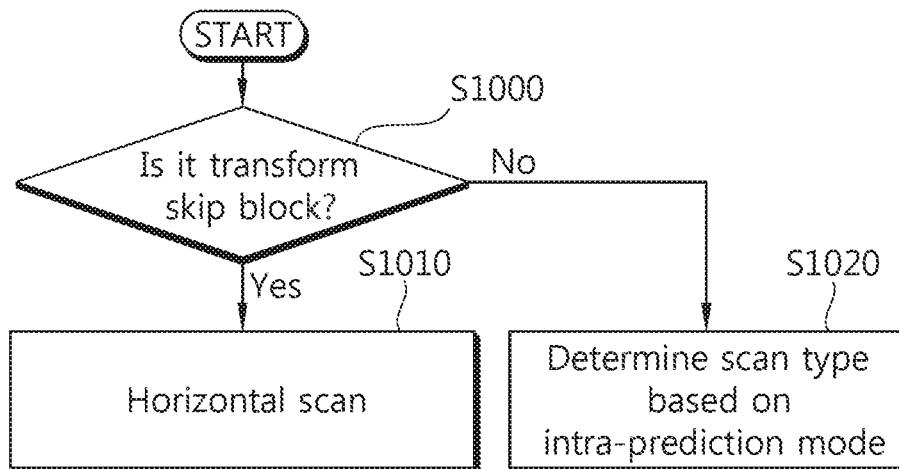 START
S1000
Is it transform
skip block?
No
Yes
S1010
S1020
Horizontal scan
Determine scan type
based on
intra-prediction mode